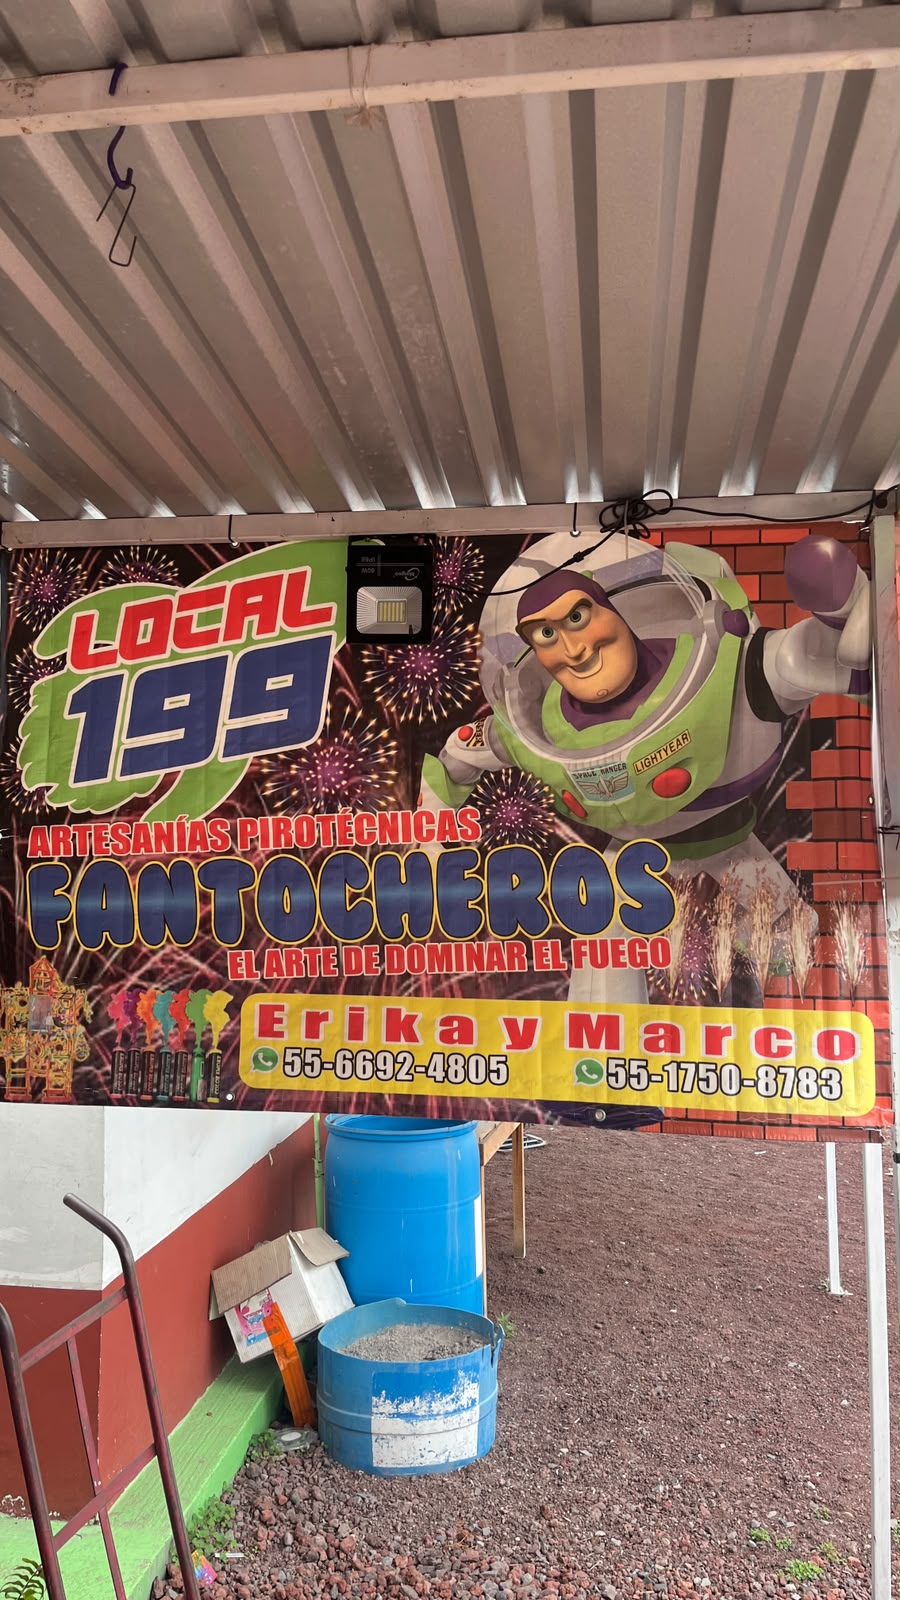 LOCAL
199
SPACE RANGER
LIGHTYEAR
ARTESANÍAS PIROTÉCNICAS
FANTOCHEROS
EL ARTE DE DOMINAR EL FUEGO
Erika y Marco
55-6692-4805 55-1750-8783